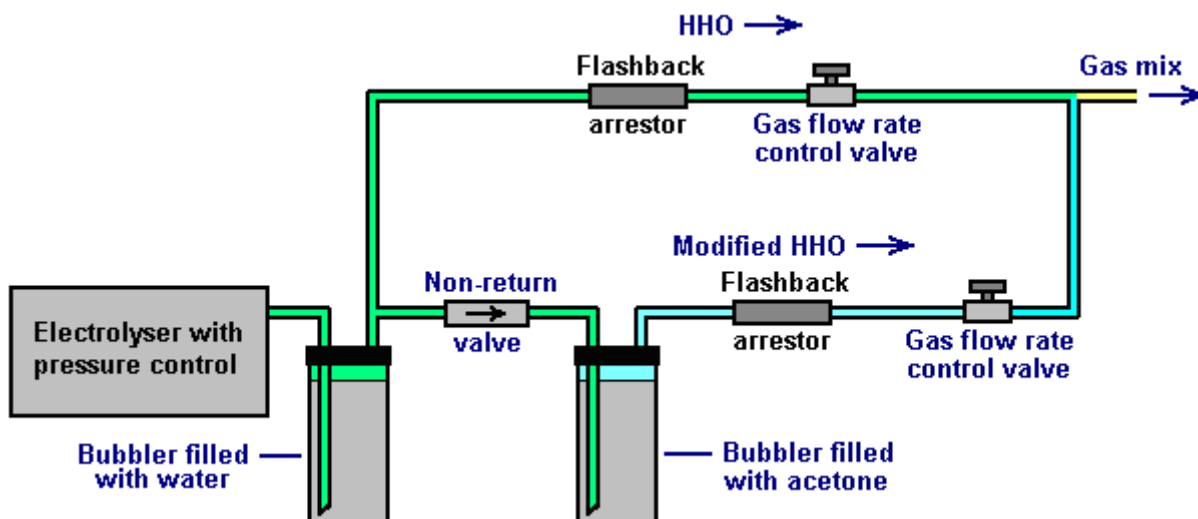 HHO
Flashback
arrestor
Gas mix
Gas flow rate
control valve
Modified HHO
Flashback
arrestor
Non-return
valve
Gas flow rate
control valve
Electrolyser with
pressure control
Bubbler filled
with water
Bubbler filled
with acetone